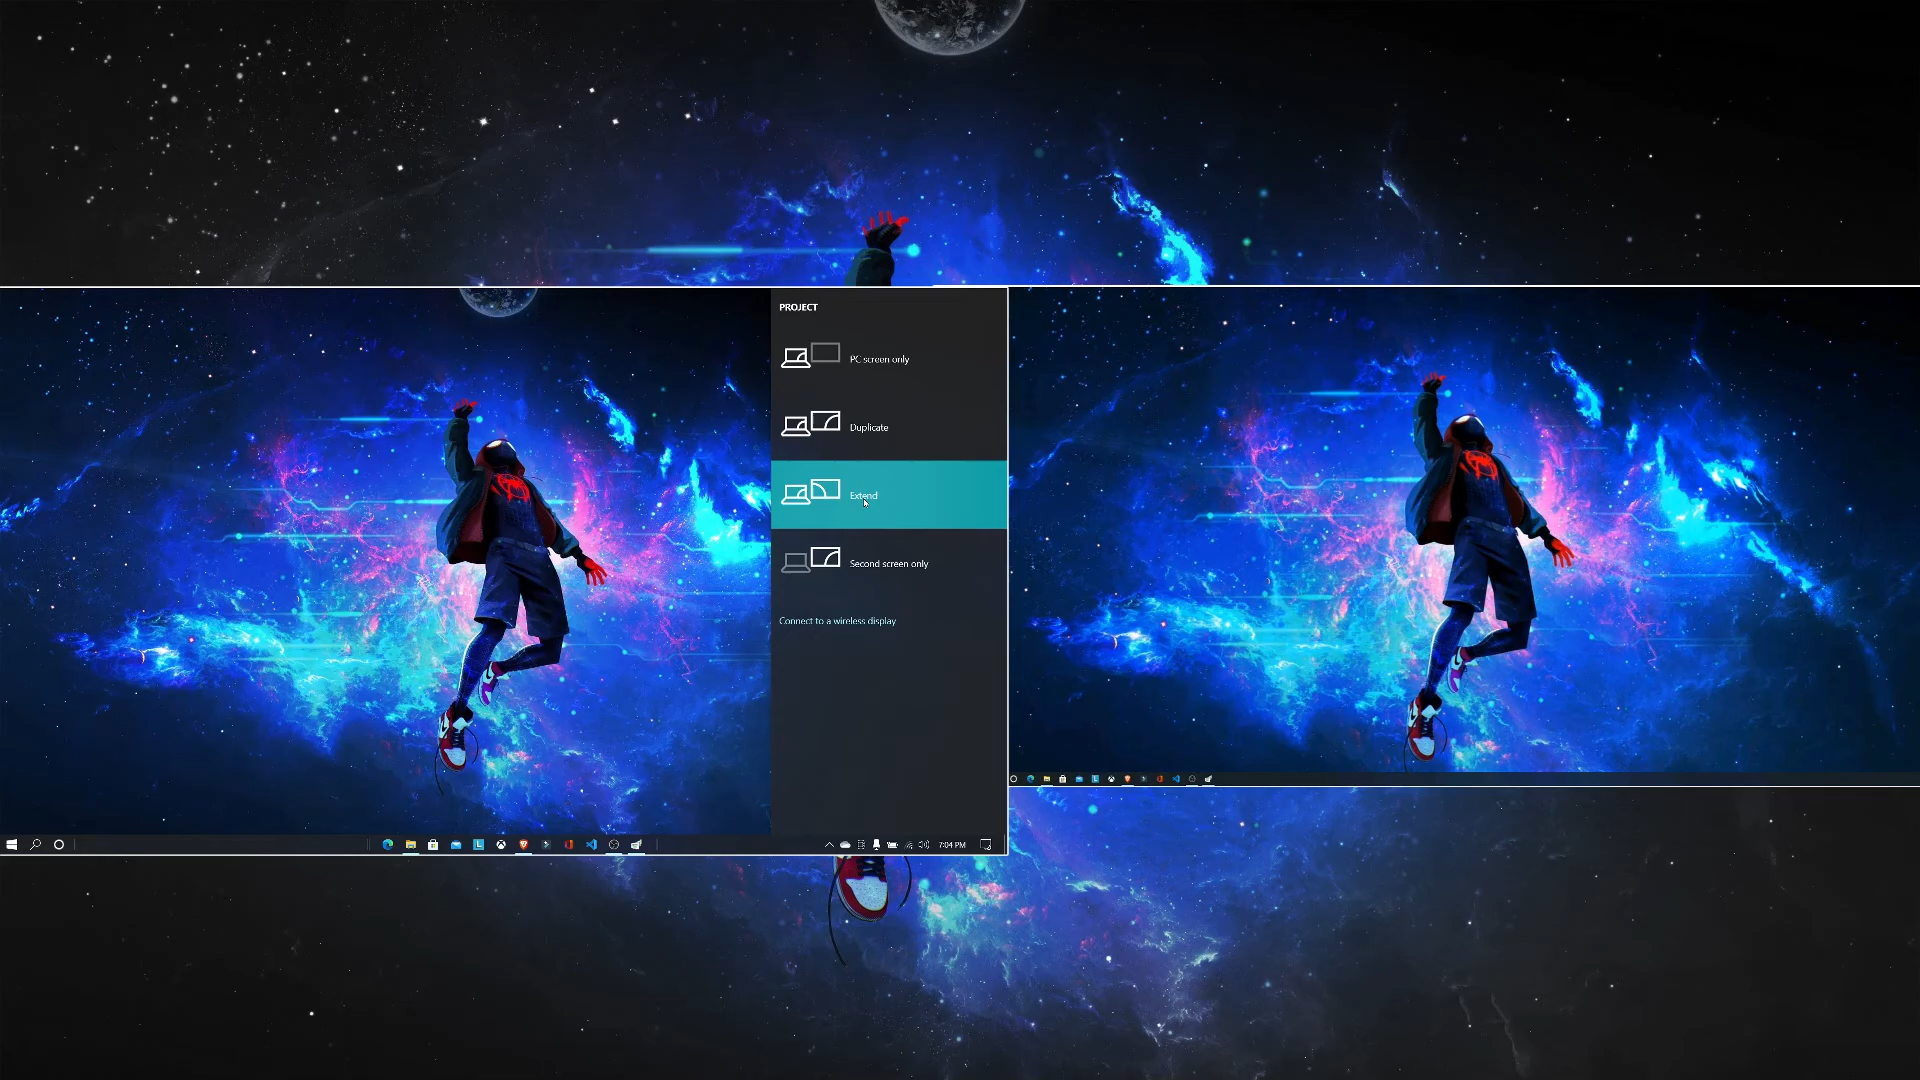 PROJECT
PC screen only
Duplicate
Extend
Second screen only
Connect to a wireless display
7:04 PM